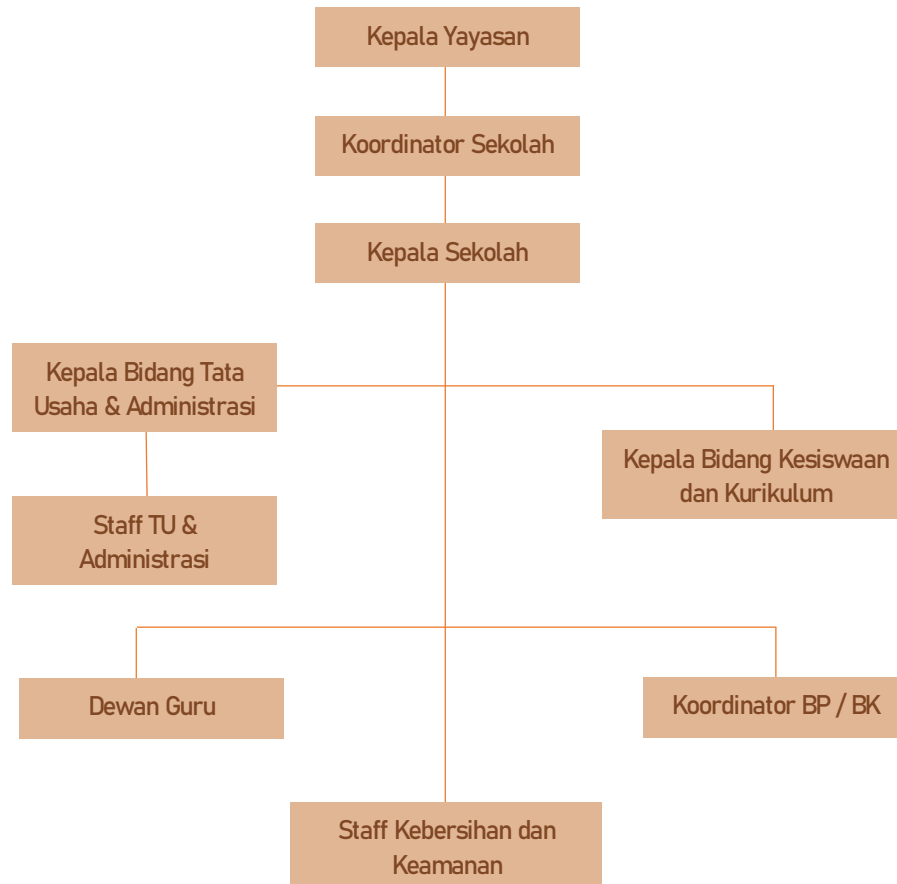 Kepala Yayasan
Koordinator Sekolah
Kepala Sekolah
Kepala Bidang Tata
Usaha & Administrasi
Kepala Bidang Kesiswaan
dan Kurikulum
Staff TU &
Administrasi
Dewan Guru
Koordinator BP / BK
Staff Kebersihan dan
Keamanan